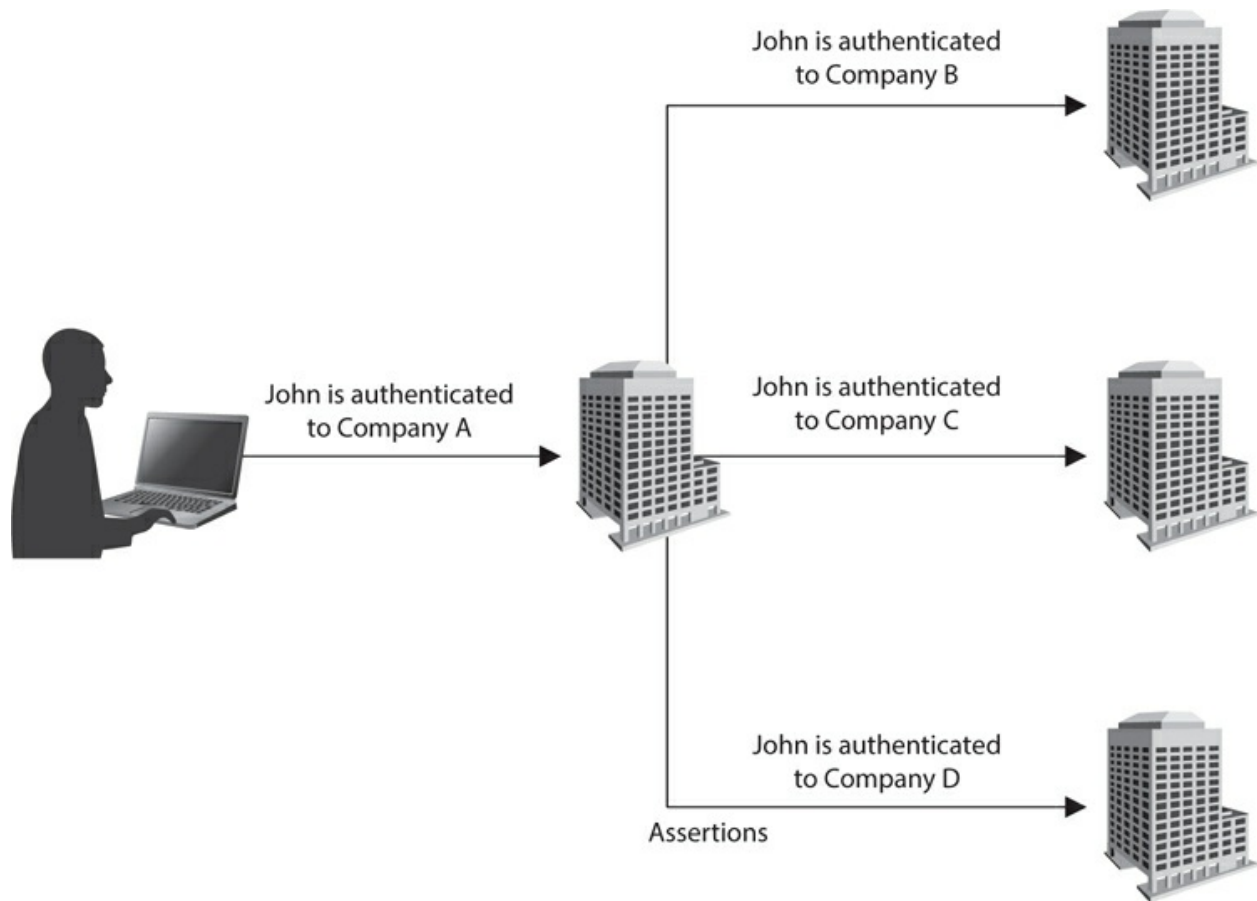 John is authenticated
to Company B
John is authenticated
to Company A
John is authenticated
to Company C
John is authenticated
to Company D
Assertions